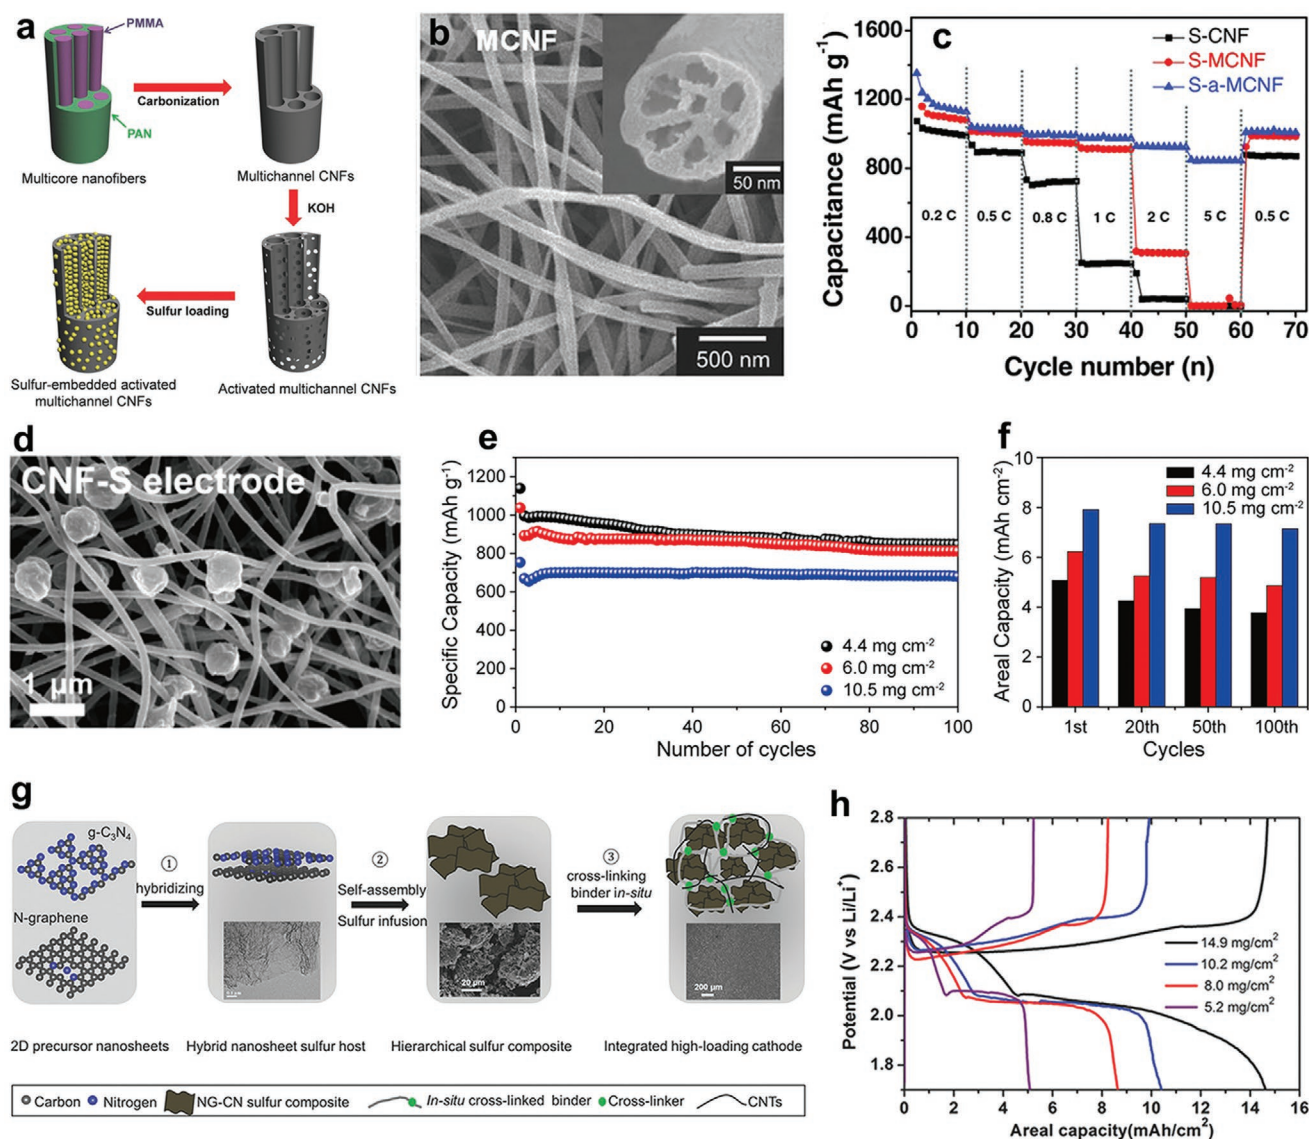 a
PMMA
Carbonization
PAN
Multicore nanofibers
Multichannel CNFs
KOH
Sulfur loading
Sulfur-embedded activated
multichannel CNFs
Activated multichannel CNFs
b
MCNF
50 nm
500 nm
c
S-CNF
S-MCNF
S-a-MCNF
Capacitance (mAh g-1)
1600
1200
800
400
0
0.2 C
0.5 C
0.8 C
1 C
2 C
5 C
0.5 C
0 10 20 30 40 50 60 70
Cycle number (n)
d
CNF-S electrode
1 μm
e
Specific Capacity (mAh g-1)
1200
1000
800
600
400
200
0
4.4 mg cm-2
6.0 mg cm-2
10.5 mg cm-2
0 20 40 60 80 100
Number of cycles
f
Areal Capacity (mAh cm-2)
10
8
6
4
2
0
4.4 mg cm-2
6.0 mg cm-2
10.5 mg cm-2
1st 20th 50th 100th
Cycles
g
g-C3N4
N-graphene
①
hybridizing
②
Self-assembly
Sulfur infusion
20 μm
③
cross-linking
binder in-situ
200 μm
2D precursor nanosheets
Hybrid nanosheet sulfur host
Hierarchical sulfur composite
Integrated high-loading cathode
Carbon
Nitrogen
NG-CN sulfur composite
In-situ cross-linked binder
Cross-linker
CNTs
h
Potential (V vs Li/Li+)
2.8
2.6
2.4
2.2
2.0
1.8
14.9 mg/cm2
10.2 mg/cm2
8.0 mg/cm2
5.2 mg/cm2
0 2 4 6 8 10 12 14 16
Areal capacity(mAh/cm2)